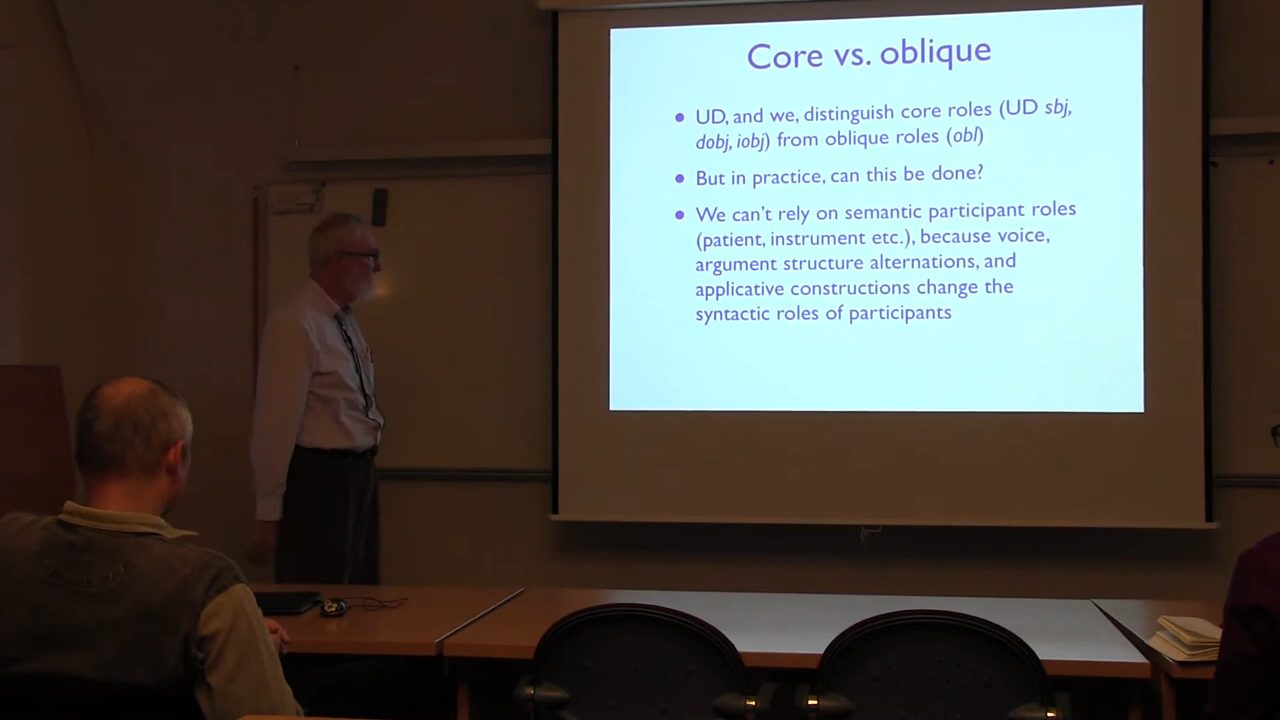 Core vs. oblique
• UD, and we, distinguish core roles (UD sbj,
dobj, iobj) from oblique roles (obl)
• But in practice, can this be done?
• We can't rely on semantic participant roles
(patient, instrument etc.), because voice,
argument structure alternations, and
applicative constructions change the
syntactic roles of participants